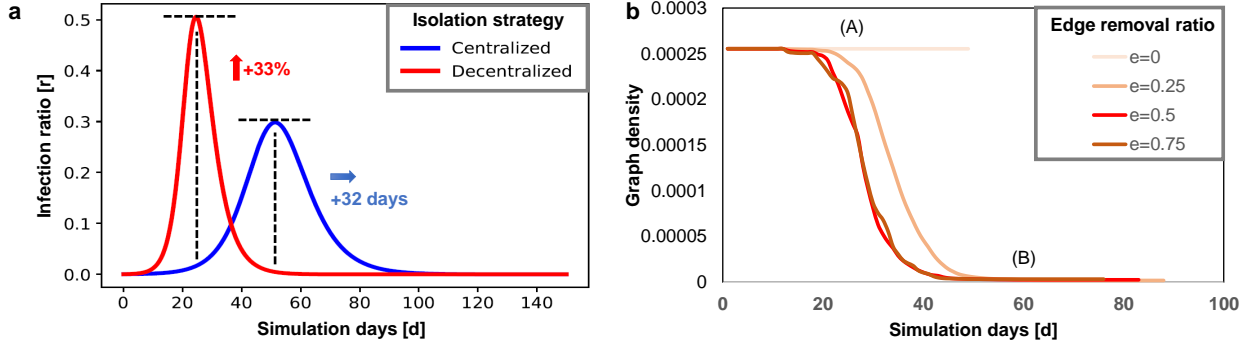 a
Isolation strategy
Centralized
Decentralized
+33%
+32 days
Infection ratio [r]
0.5
0.4
0.3
0.2
0.1
0.0
0
20
40
60
80
100
120
140
Simulation days [d]
b
Edge removal ratio
e=0
e=0.25
e=0.5
e=0.75
(A)
(B)
Graph density
0.0003
0.00025
0.0002
0.00015
0.0001
0.00005
0
0
20
40
60
80
100
Simulation days [d]